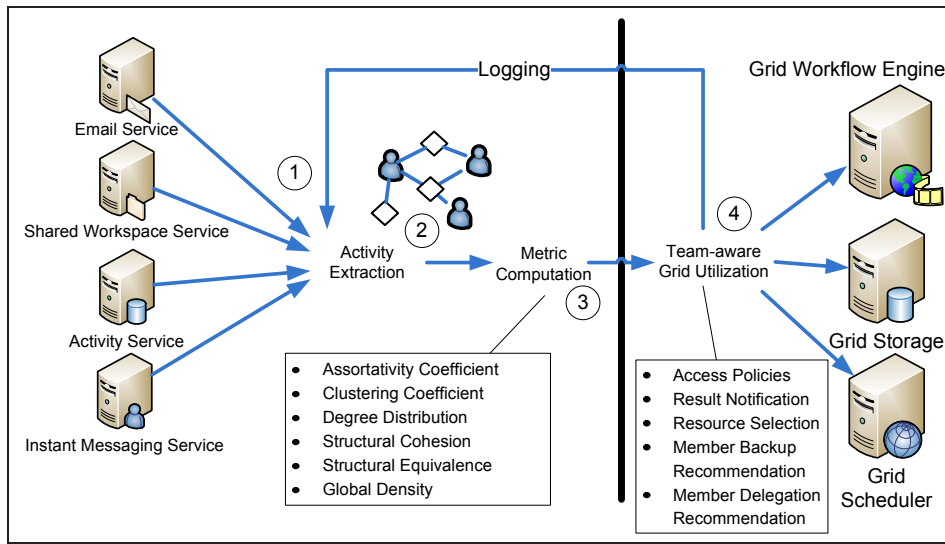 Logging
Grid Workflow Engine
Email Service
1
Shared Workspace Service
2
4
Activity
Extraction
Metric
Computation
Team-aware
Grid Utilization
3
Activity Service
Grid Storage
• Assortativity Coefficient
• Clustering Coefficient
• Degree Distribution
• Structural Cohesion
• Structural Equivalence
• Global Density
• Access Policies
• Result Notification
• Resource Selection
• Member Backup
Recommendation
• Member Delegation
Recommendation
Instant Messaging Service
Grid
Scheduler